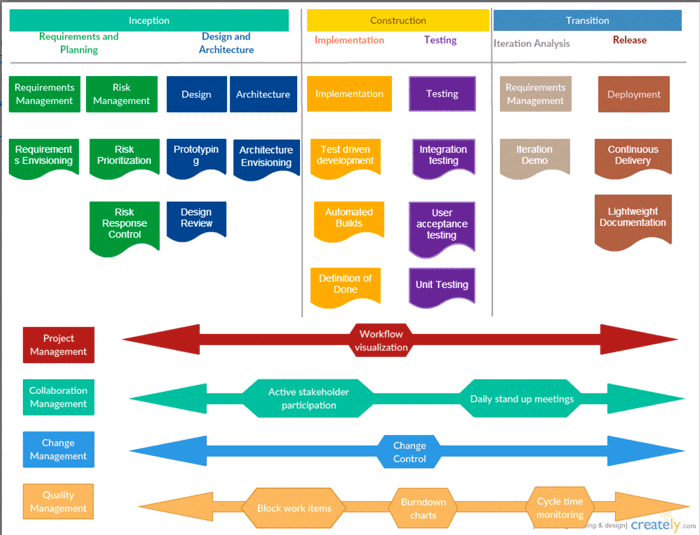 Inception
Construction
Transition
Requirements and
Planning
Design and
Architecture
Implementation
Testing
Iteration Analysis
Release
Requirements
Management
Risk
Management
Design
Architecture
Implementation
Testing
Requirements
Management
Deployment
Requirement
s Envisioning
Risk
Prioritization
Prototypin
g
Architecture
Envisioning
Test driven
development
Integration
testing
Iteration
Demo
Continuous
Delivery
Risk
Response
Control
Design
Review
Automated
Builds
User
acceptance
testing
Lightweight
Documentation
Definition of
Done
Unit Testing
Project
Management
Workflow
visualization
Collaboration
Management
Active stakeholder
participation
Daily stand up meetings
Change
Management
Change
Control
Quality
Management
Block work items
Burndown
charts
Cycle time
monitoring
& design]
creately.com